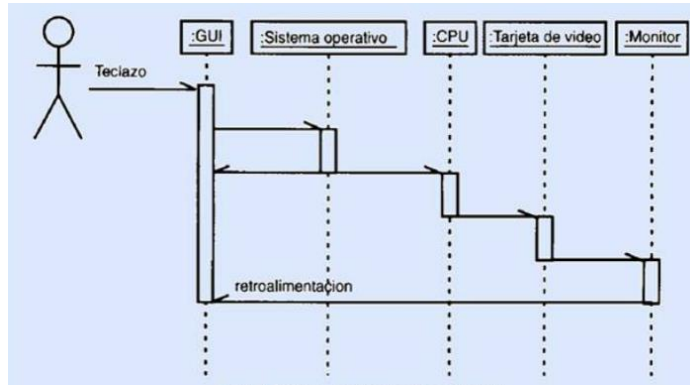 :GUI :Sistema operativo :CPU :Tarjeta de video :Monitor
Teclazo
retroalimentacion